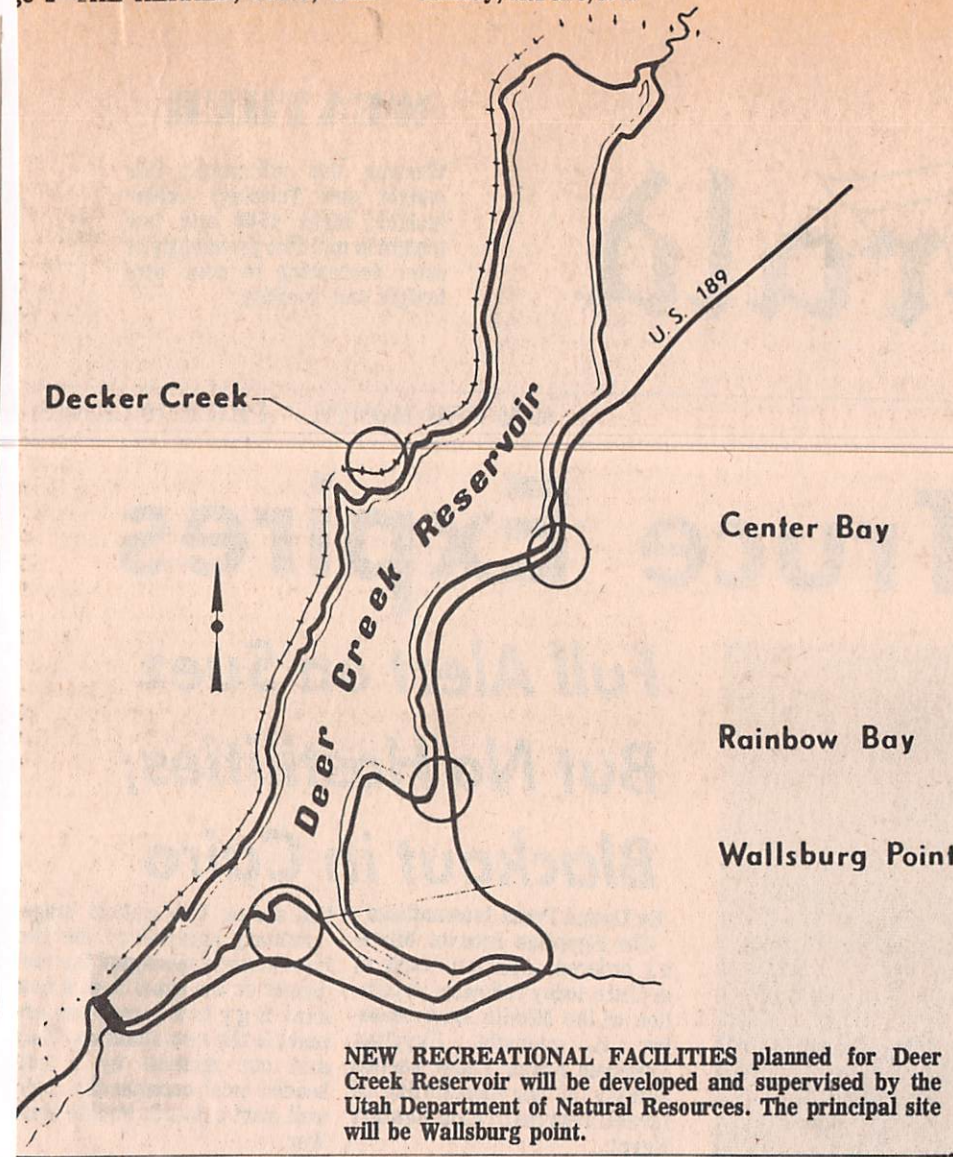 U. S. 189
Decker Creek
Deer Creek Reservoir
Center Bay
Rainbow Bay
Wallsburg Point
NEW RECREATIONAL FACILITIES planned for Deer
Creek Reservoir will be developed and supervised by the
Utah Department of Natural Resources. The principal site
will be Wallsburg point.